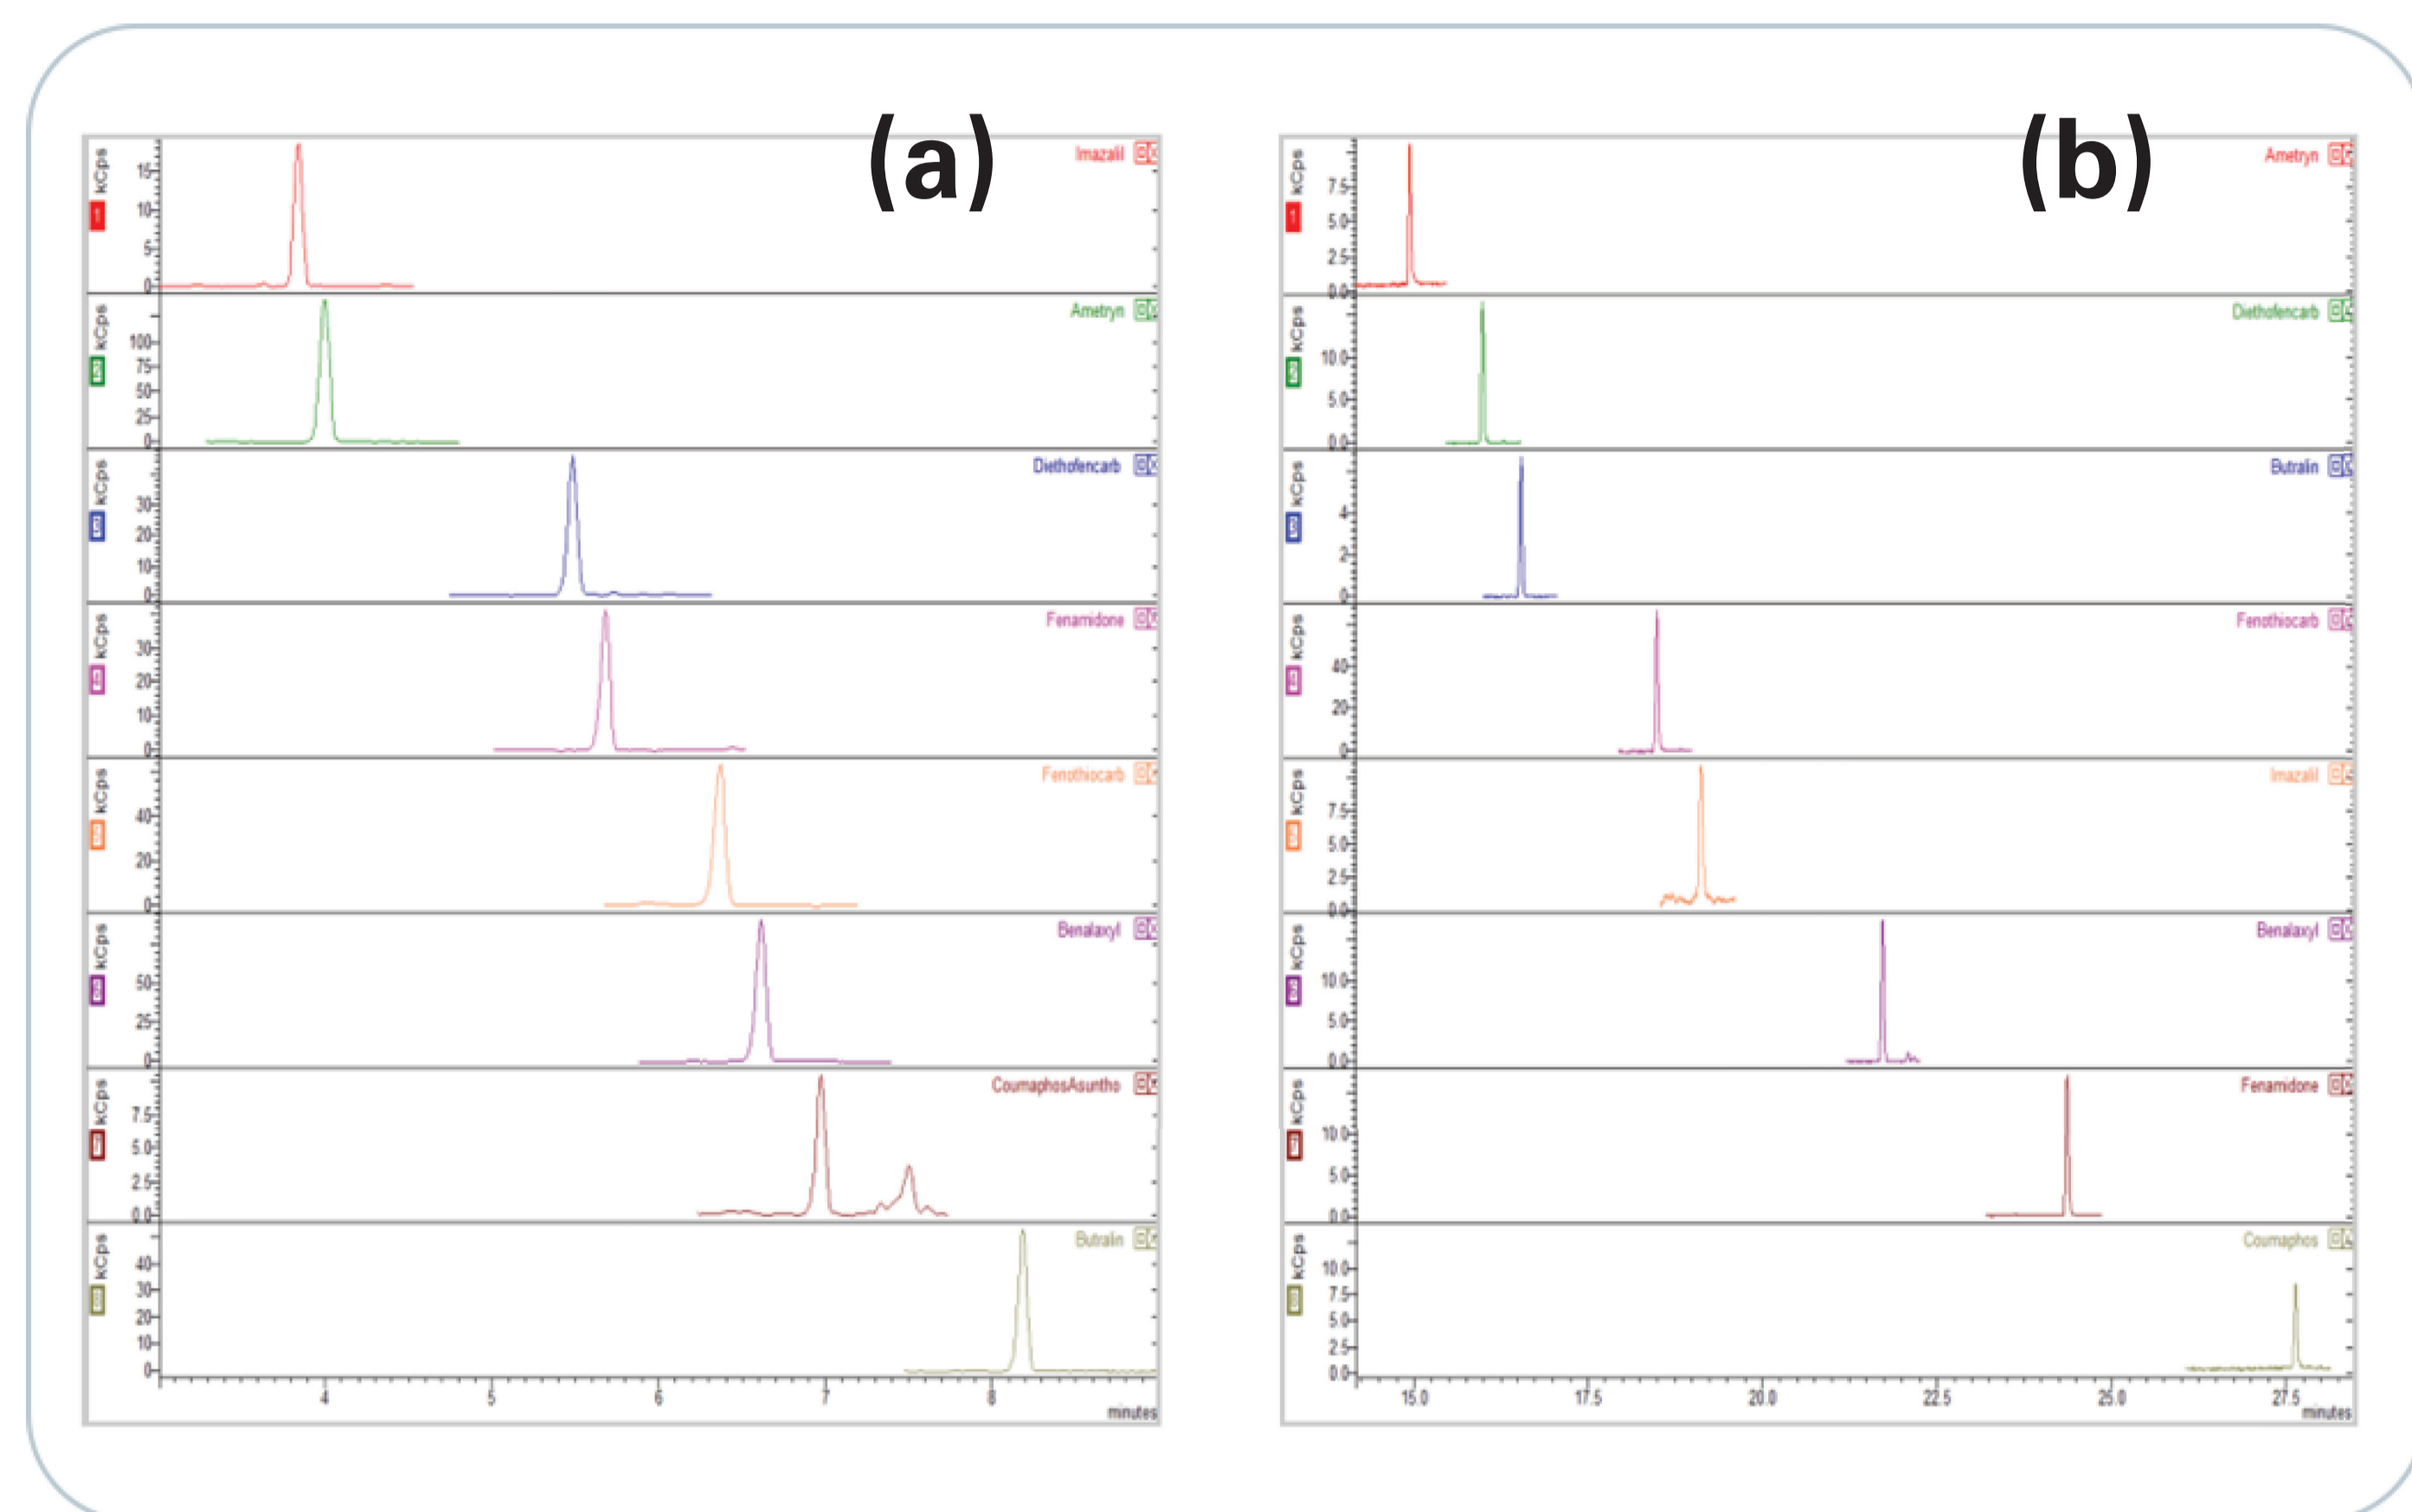 (a)
kCps
Imazalil
15
10
5
0
kCps
Ametryn
100
75
50
25
0
kCps
Diethofencarb
30
20
10
0
kCps
Fenamidone
30
20
10
0
kCps
Fenothiocarb
40
20
0
kCps
Benalaxyl
50
25
0
kCps
CoumaphosAsuntho
7.5
5.0
2.5
0.0
kCps
Butralin
40
30
20
10
0
4 5 6 7 8
minutes
(b)
kCps
Ametryn
7.5
5.0
2.5
0.0
kCps
Diethofencarb
10.0
5.0
0.0
kCps
Butralin
4
2
0
kCps
Fenothiocarb
40
20
0
kCps
Imazalil
7.5
5.0
2.5
0.0
kCps
Benalaxyl
10.0
5.0
0.0
kCps
Fenamidone
10.0
5.0
0.0
kCps
Coumaphos
10.0
7.5
5.0
2.5
0.0
15.0 17.5 20.0 22.5 25.0 27.5
minutes